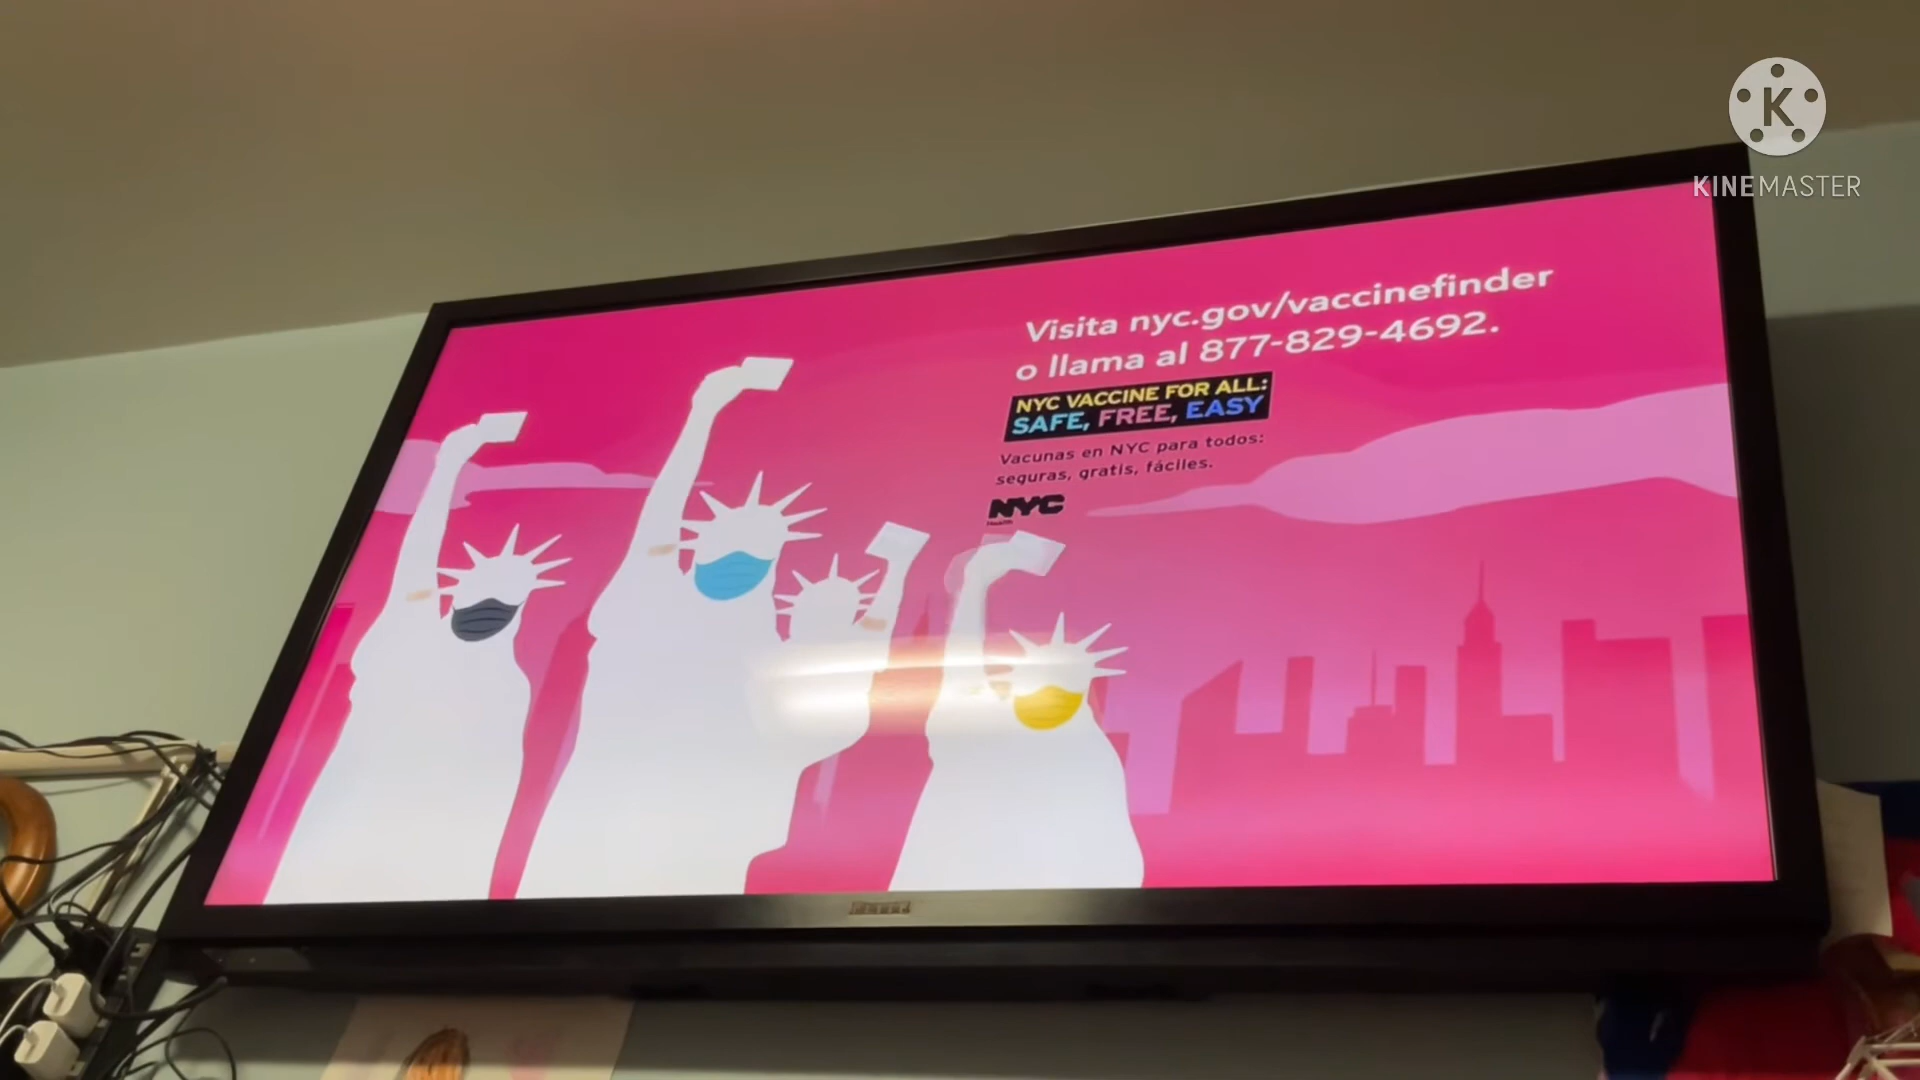 K
KINEMASTER
Visita nyc.gov/vaccinefinder
o llama al 877-829-4692.
NYC VACCINE FOR ALL:
SAFE, FREE, EASY
Vacunas en NYC para todos:
seguras, gratis, fáciles.
NYC
Health